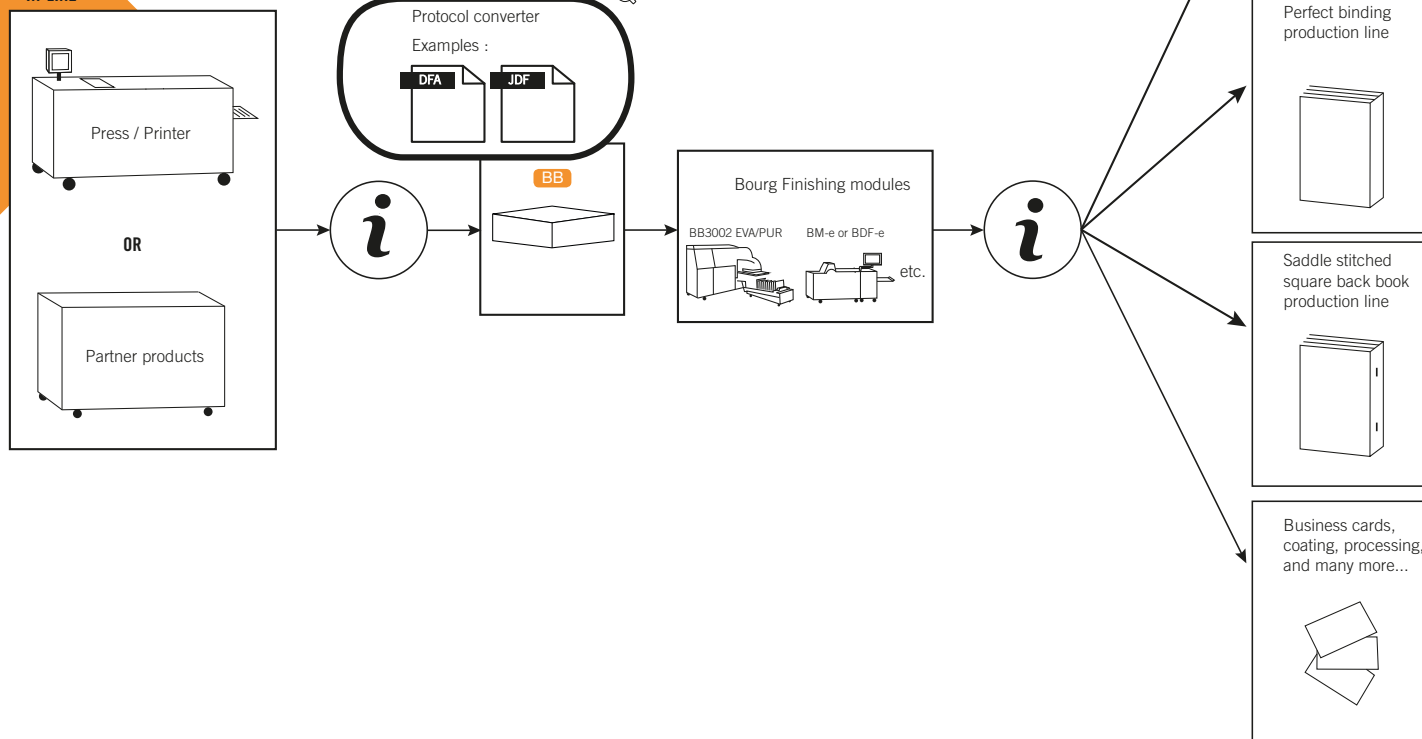 Protocol converter
Examples :
DFA
JDF
Press / Printer
OR
Partner products
i
BB
Bourg Finishing modules
BB3002 EVA/PUR
BM-e or BDF-e
etc.
i
Perfect binding
production line
Saddle stitched
square back book
production line
Business cards,
coating, processing,
and many more...